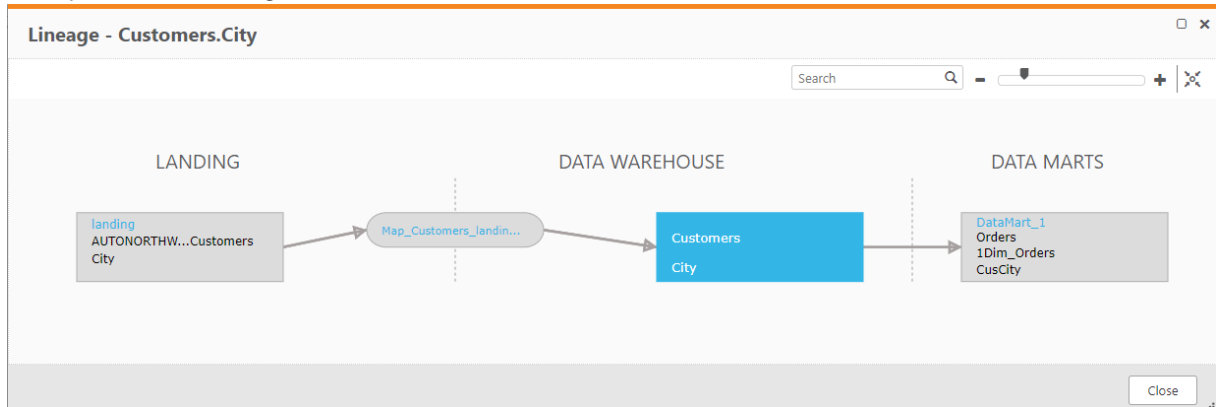 Lineage - Customers.City
Search
LANDING
DATA WAREHOUSE
DATA MARTS
landing
AUTONORTHW...Customers
City
Map_Customers_landin...
Customers
City
DataMart_1
Orders
1Dim_Orders
CusCity
Close